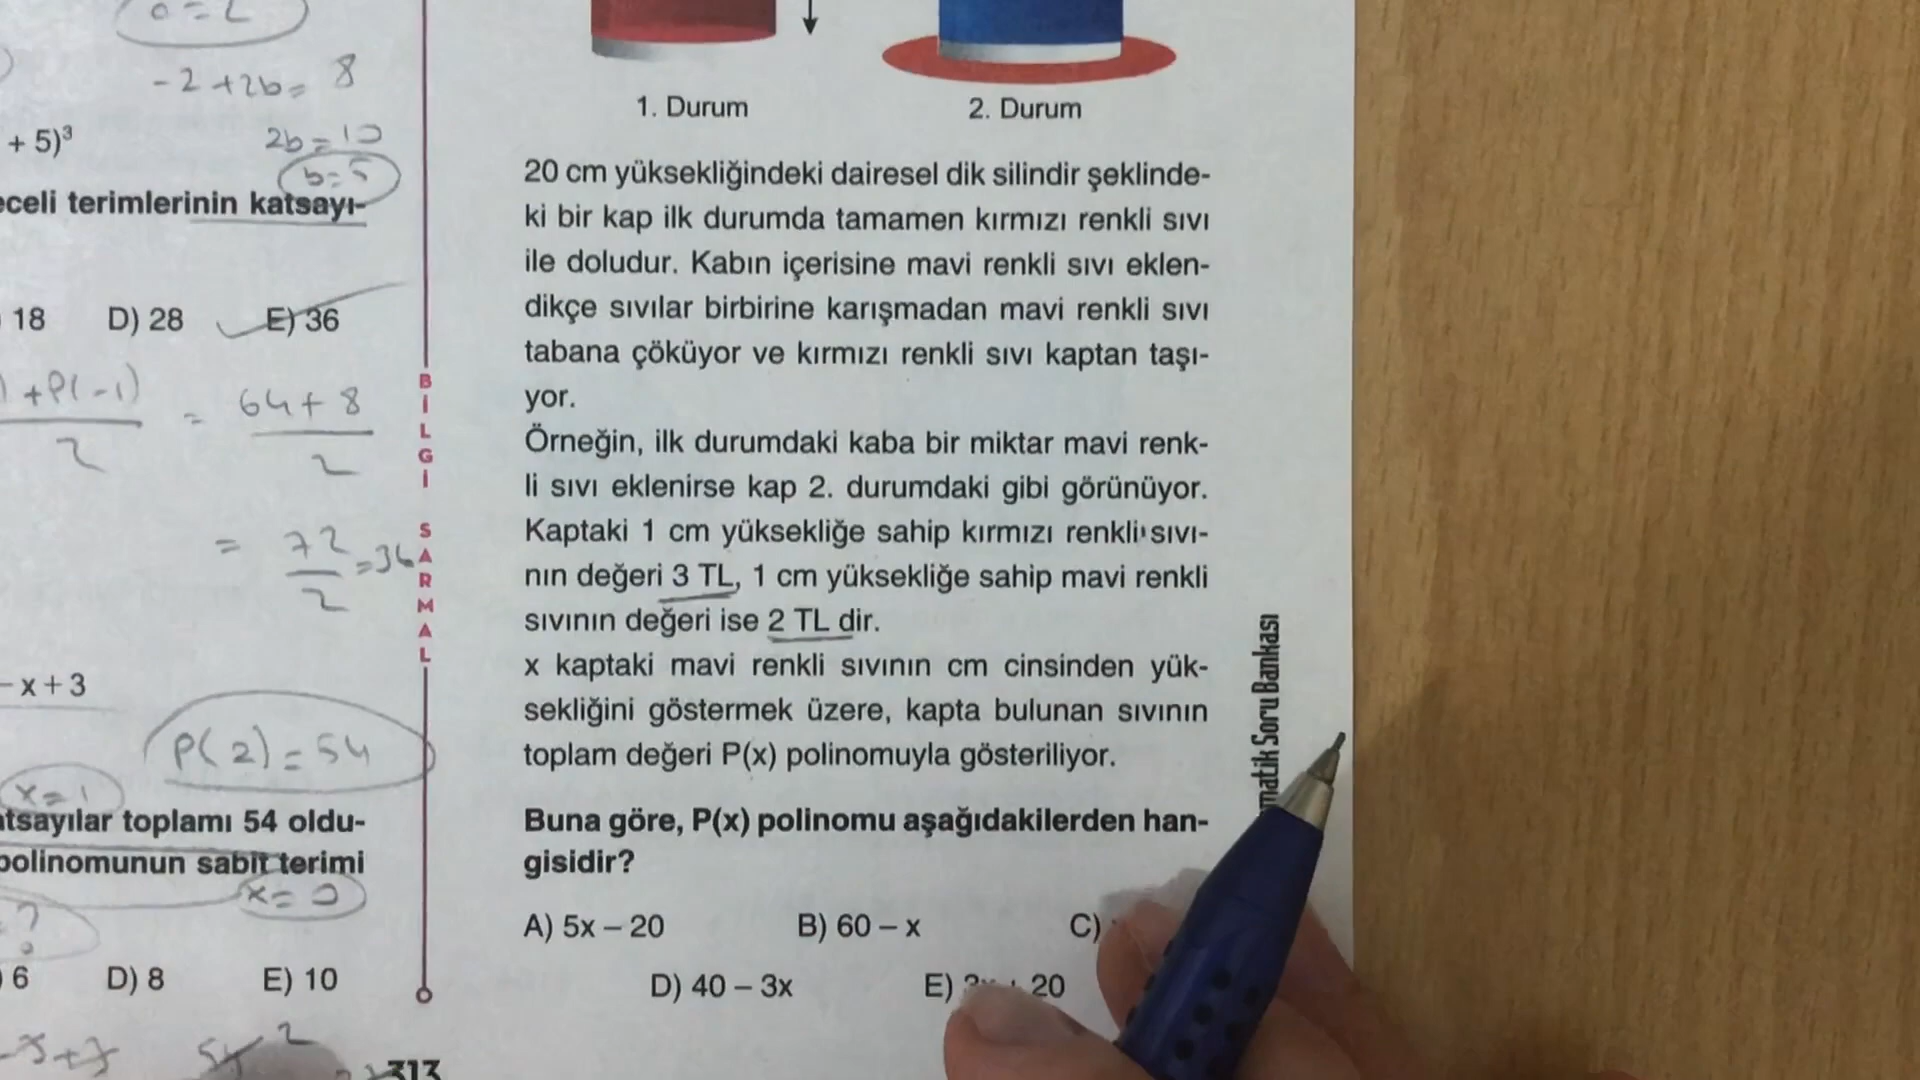 -2+2b= 8
+ 5)³
2b=10
b=5
eceli terimlerinin katsayı-
18 D) 28 E) 36
+P(-1)
2
= 64+8
2
= 72
2
=36
- x + 3
P(2)=54
x=1
atsayılar toplamı 54 oldu-
polinomunun sabit terimi
x=0
?
6 D) 8 E) 10
313
BİLGİ SARMAL
1. Durum 2. Durum
20 cm yüksekliğindeki dairesel dik silindir şeklinde-
ki bir kap ilk durumda tamamen kırmızı renkli sıvı
ile doludur. Kabın içerisine mavi renkli sıvı eklen-
dikçe sıvılar birbirine karışmadan mavi renkli sıvı
tabana çöküyor ve kırmızı renkli sıvı kaptan taşı-
yor.
Örneğin, ilk durumdaki kaba bir miktar mavi renk-
li sıvı eklenirse kap 2. durumdaki gibi görünüyor.
Kaptaki 1 cm yüksekliğe sahip kırmızı renkli sıvı-
nın değeri 3 TL, 1 cm yüksekliğe sahip mavi renkli
sıvının değeri ise 2 TL dir.
x kaptaki mavi renkli sıvının cm cinsinden yük-
sekliğini göstermek üzere, kapta bulunan sıvının
toplam değeri P(x) polinomuyla gösteriliyor.
Buna göre, P(x) polinomu aşağıdakilerden han-
gisidir?
A) 5x – 20 B) 60 – x C)
D) 40 – 3x E) 20
matik Soru Bankası